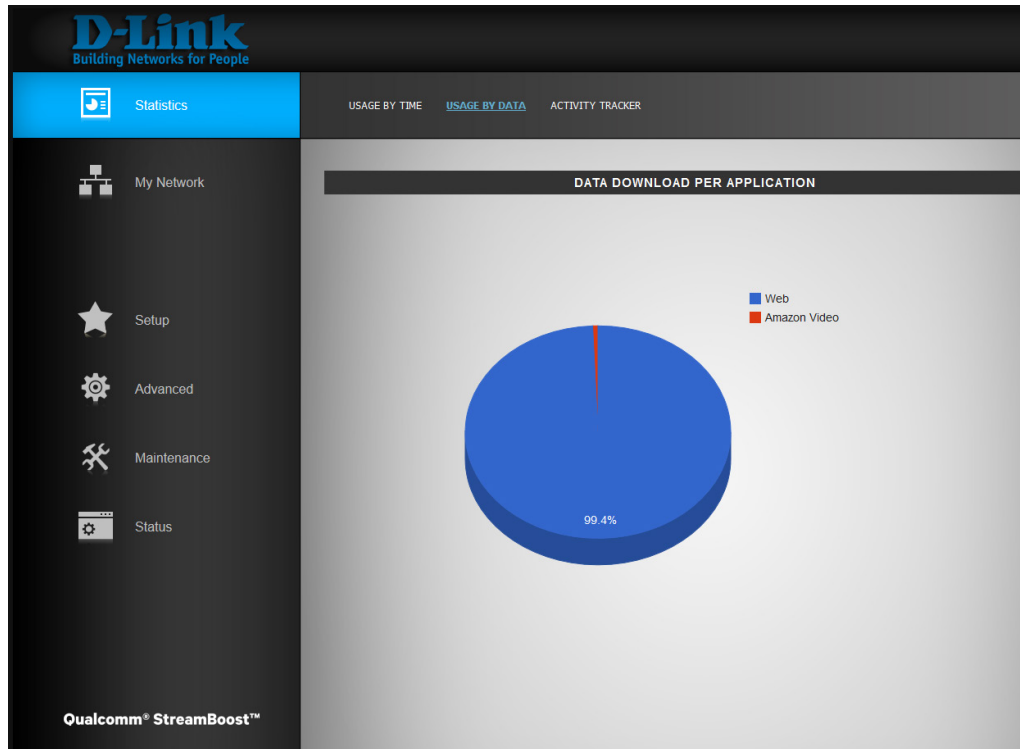 D-Link
Building Networks for People
Statistics
USAGE BY TIME USAGE BY DATA ACTIVITY TRACKER
My Network
DATA DOWNLOAD PER APPLICATION
Web
Amazon Video
Setup
Advanced
Maintenance
99.4%
Status
Qualcomm® StreamBoost™